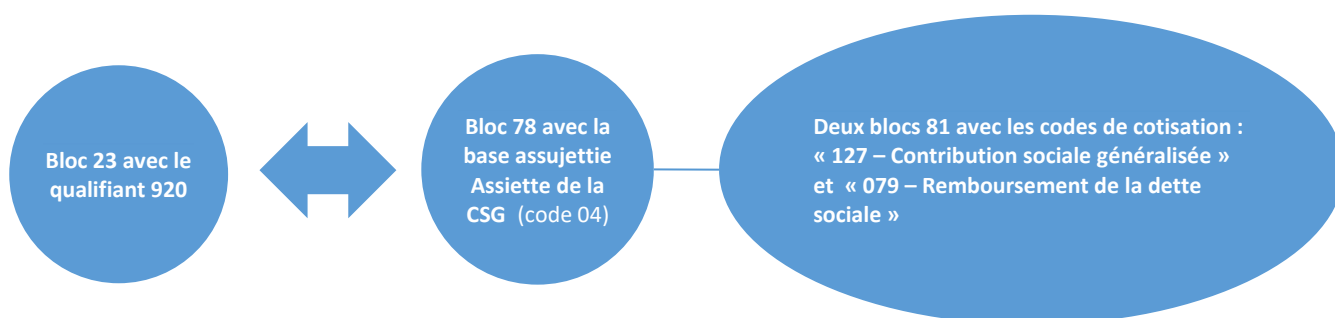 Bloc 23 avec le
qualifiant 920
Bloc 78 avec la
base assujettie
Assiette de la
CSG (code 04)
Deux blocs 81 avec les codes de cotisation :
« 127 – Contribution sociale généralisée »
et « 079 – Remboursement de la dette
sociale »